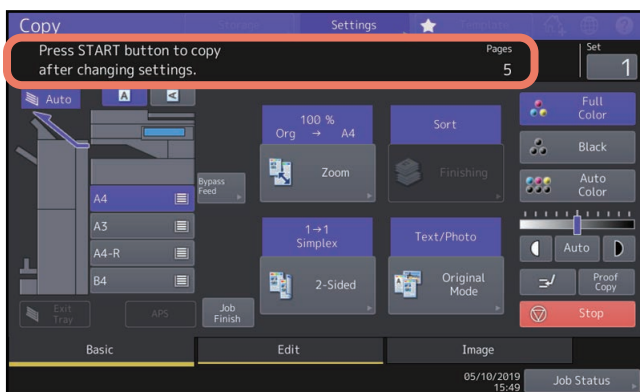 Copy
Storage
Settings
Template
Press START button to copy
after changing settings.
Pages
5
Set
1
Auto
A
A
100 %
Org → A4
Zoom
Sort
Finishing
Full
Color
Black
Auto
Color
Bypass
Feed
A4
A3
A4-R
B4
1→1
Simplex
2-Sided
Text/Photo
Original
Mode
Auto
Proof
Copy
Exit
Tray
APS
Job
Finish
Stop
Basic
Edit
Image
05/10/2019
15:49
Job Status